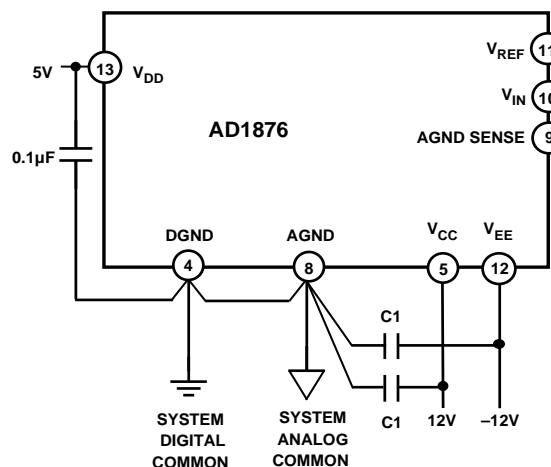 11
V_REF
5V
13
V_DD
V_IN
10
AD1876
AGND SENSE
9
0.1µF
DGND
AGND
V_CC
V_EE
4
8
5
12
C1
C1
12V
–12V
SYSTEM
DIGITAL
COMMON
SYSTEM
ANALOG
COMMON